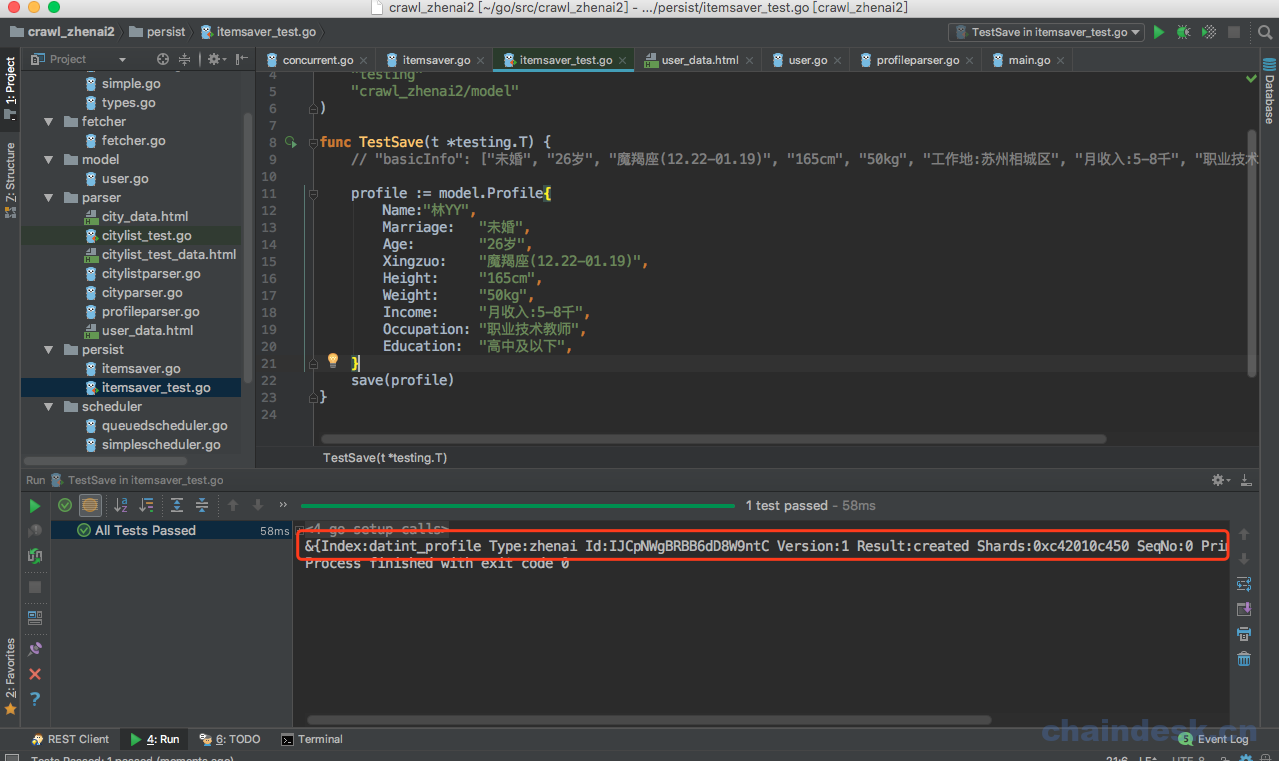 crawl_zhenai2 [~/go/src/crawl_zhenai2] - .../persist/itemsaver_test.go [crawl_zhenai2]
crawl_zhenai2 persist itemsaver_test.go TestSave in itemsaver_test.go
1: Project
Z: Structure
2: Favorites
Database
Project
simple.go
types.go
fetcher
fetcher.go
model
user.go
parser
city_data.html
citylist_test.go
citylist_test_data.html
citylistparser.go
cityparser.go
profileparser.go
user_data.html
persist
itemsaver.go
itemsaver_test.go
scheduler
queuedscheduler.go
simplescheduler.go
concurrent.go itemsaver.go itemsaver_test.go user_data.html user.go profileparser.go main.go
4 "testing"
5 "crawl_zhenai2/model"
6 )
7
8 func TestSave(t *testing.T) {
9 // "basicInfo": ["未婚", "26岁", "魔羯座(12.22-01.19)", "165cm", "50kg", "工作地:苏州相城区", "月收入:5-8千", "职业技术
10
11 profile := model.Profile{
12 Name:"林YY",
13 Marriage: "未婚",
14 Age: "26岁",
15 Xingzuo: "魔羯座(12.22-01.19)",
16 Height: "165cm",
17 Weight: "50kg",
18 Income: "月收入:5-8千",
19 Occupation: "职业技术教师",
20 Education: "高中及以下",
21 }
22 save(profile)
23 }
24
TestSave(t *testing.T)
Run TestSave in itemsaver_test.go
1 test passed - 58ms
All Tests Passed 58ms
<4 go setup calls>
&{Index:datint_profile Type:zhenai Id:IJCpNWgBRBB6dD8W9ntC Version:1 Result:created Shards:0xc42010c450 SeqNo:0 Pri
Process finished with exit code 0
chaindesk.cn
REST Client 4: Run 6: TODO Terminal 5 Event Log
Tests Passed: 1 passed (moments ago) 21:6 LF UTF-8